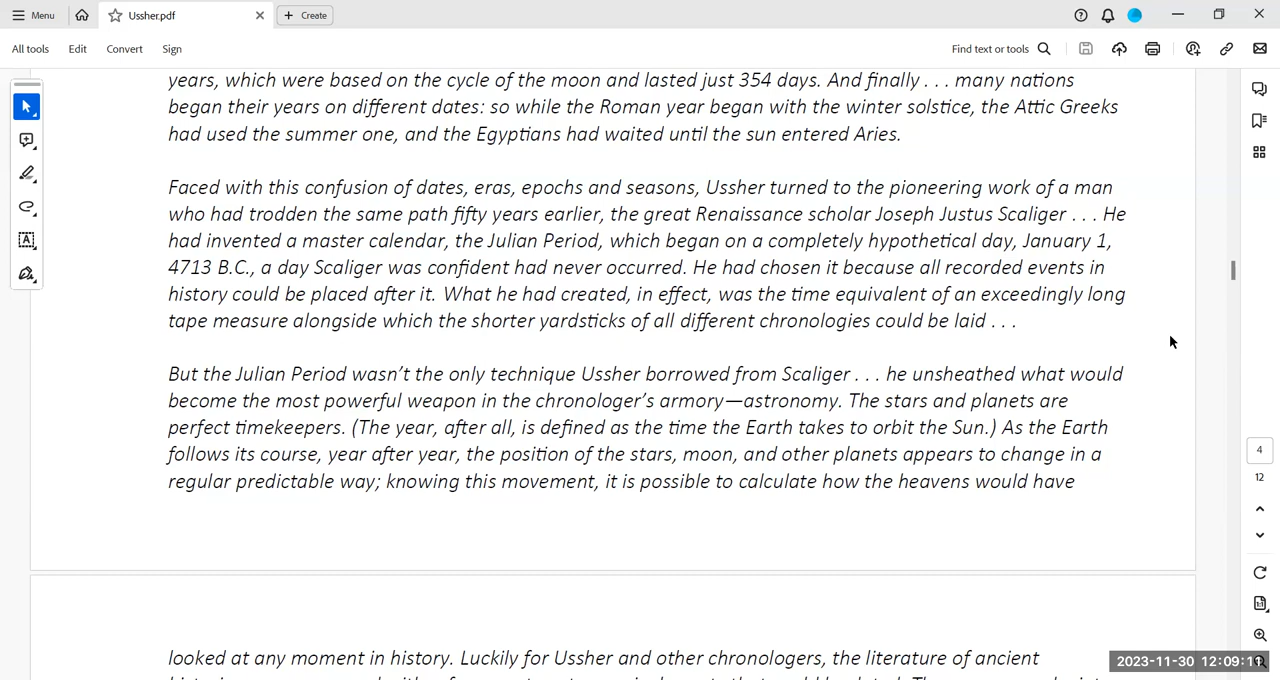 Menu
Ussher.pdf
Create
All tools
Edit
Convert
Sign
Find text or tools
years, which were based on the cycle of the moon and lasted just 354 days. And finally . . . many nations
began their years on different dates: so while the Roman year began with the winter solstice, the Attic Greeks
had used the summer one, and the Egyptians had waited until the sun entered Aries.
Faced with this confusion of dates, eras, epochs and seasons, Ussher turned to the pioneering work of a man
who had trodden the same path fifty years earlier, the great Renaissance scholar Joseph Justus Scaliger . . . He
had invented a master calendar, the Julian Period, which began on a completely hypothetical day, January 1,
4713 B.C., a day Scaliger was confident had never occurred. He had chosen it because all recorded events in
history could be placed after it. What he had created, in effect, was the time equivalent of an exceedingly long
tape measure alongside which the shorter yardsticks of all different chronologies could be laid . . .
But the Julian Period wasn't the only technique Ussher borrowed from Scaliger . . . he unsheathed what would
become the most powerful weapon in the chronologer's armory—astronomy. The stars and planets are
perfect timekeepers. (The year, after all, is defined as the time the Earth takes to orbit the Sun.) As the Earth
follows its course, year after year, the position of the stars, moon, and other planets appears to change in a
regular predictable way; knowing this movement, it is possible to calculate how the heavens would have
4
12
looked at any moment in history. Luckily for Ussher and other chronologers, the literature of ancient
2023-11-30 12:09:11